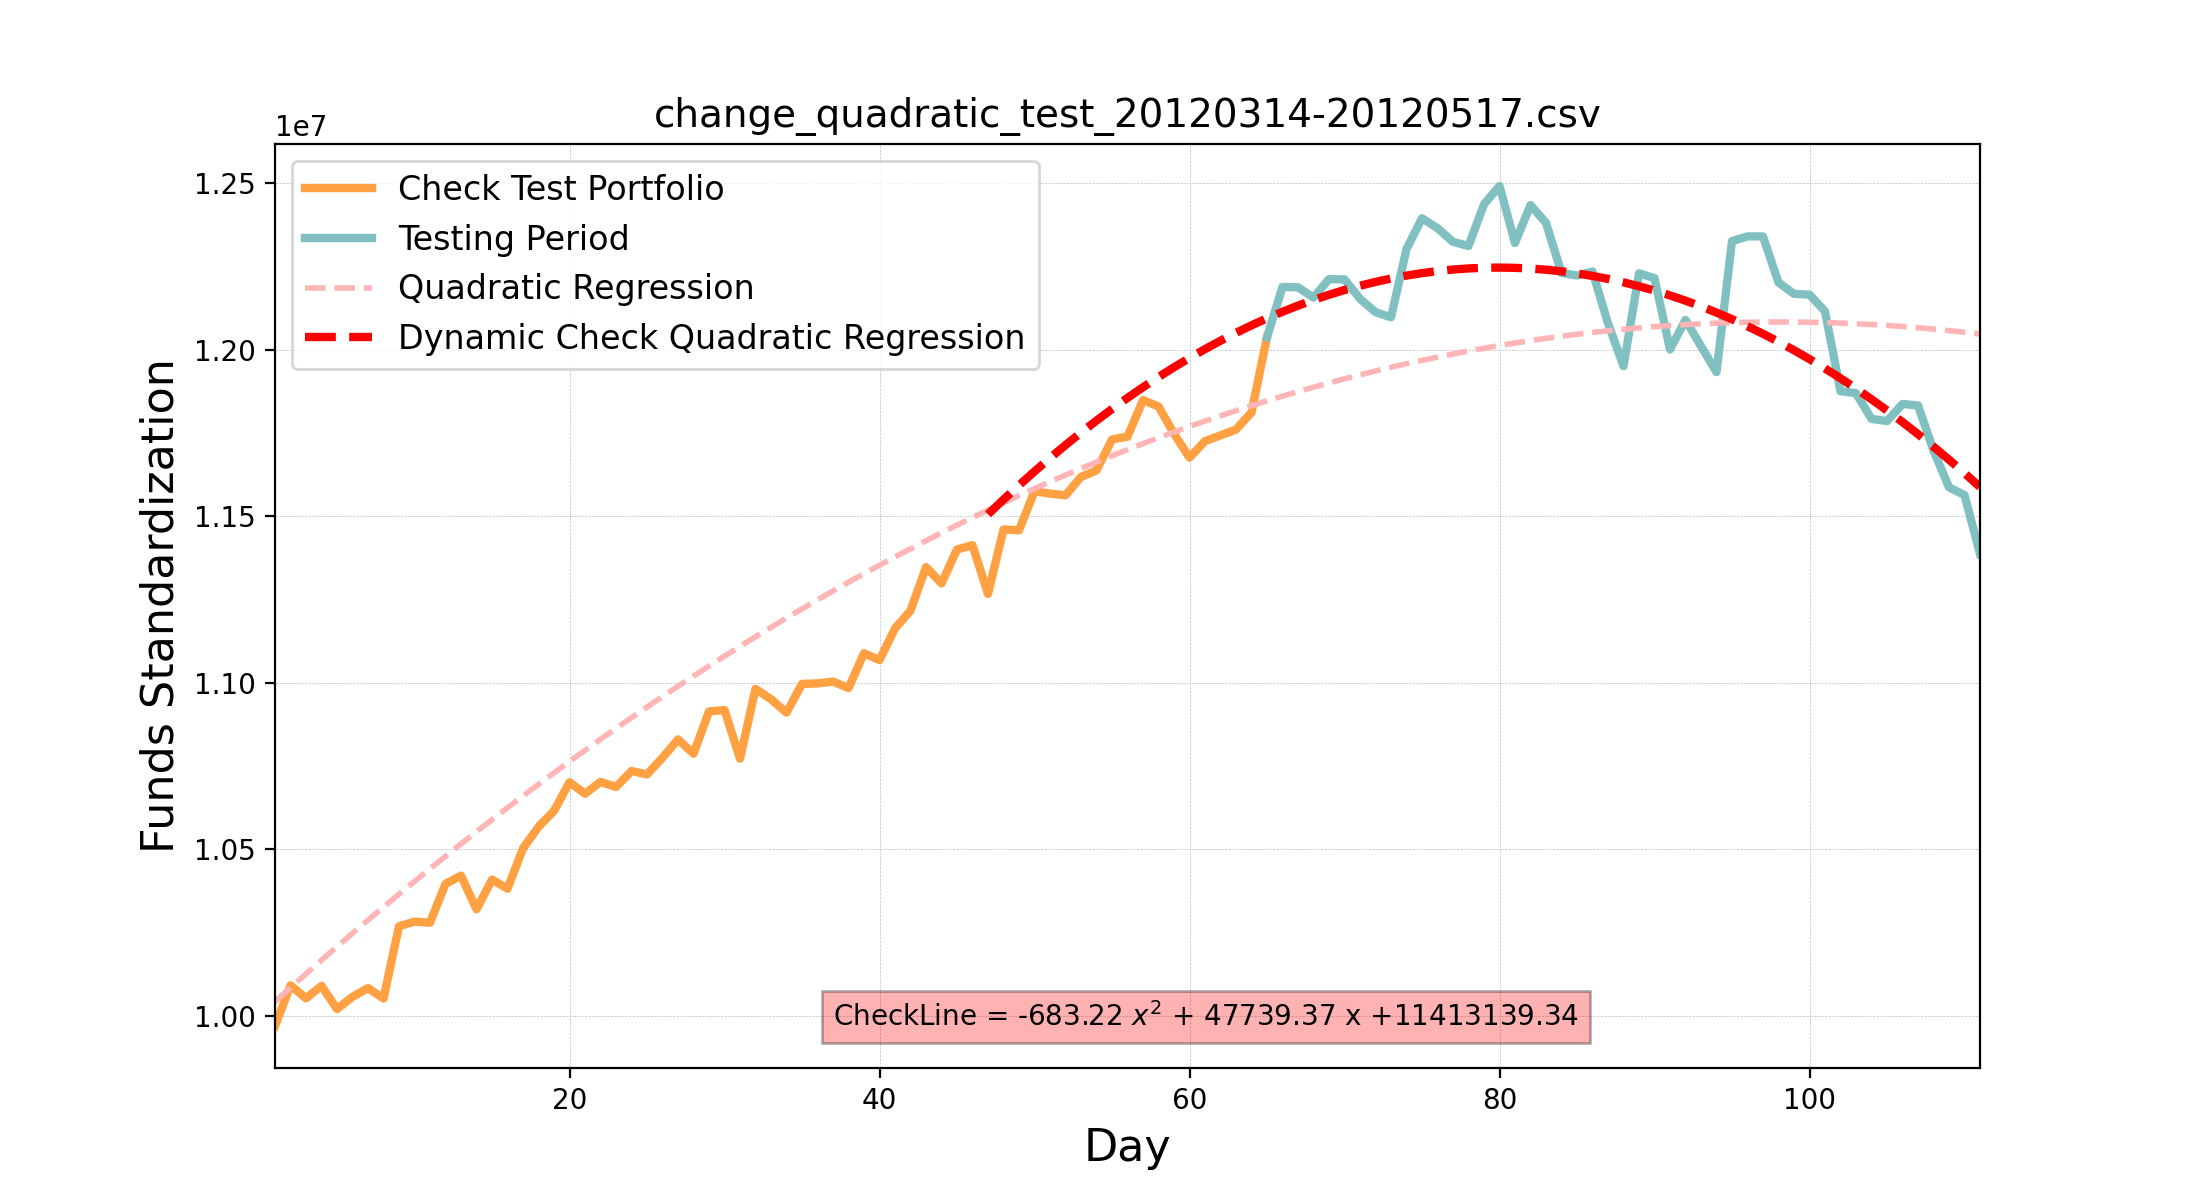 change_quadratic_test_20120314-20120517.csv
1e7
Check Test Portfolio
Testing Period
Quadratic Regression
Dynamic Check Quadratic Regression
1.25
1.20
1.15
1.10
1.05
1.00
Funds Standardization
CheckLine = -683.22 x² + 47739.37 x +11413139.34
20 40 60 80 100
Day